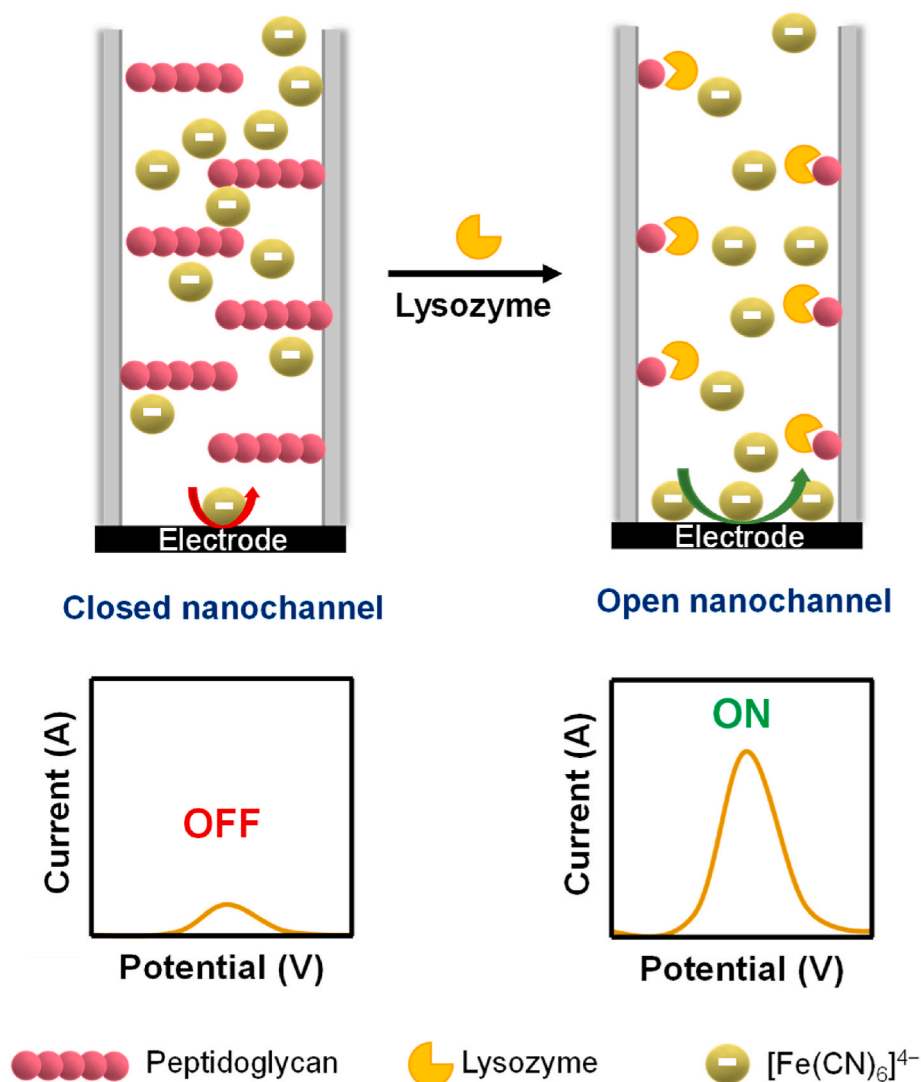 Lysozyme
Electrode
Electrode
Closed nanochannel
Open nanochannel
Current (A)
OFF
Potential (V)
Current (A)
ON
Potential (V)
Peptidoglycan
Lysozyme
[Fe(CN)₆]⁴⁻